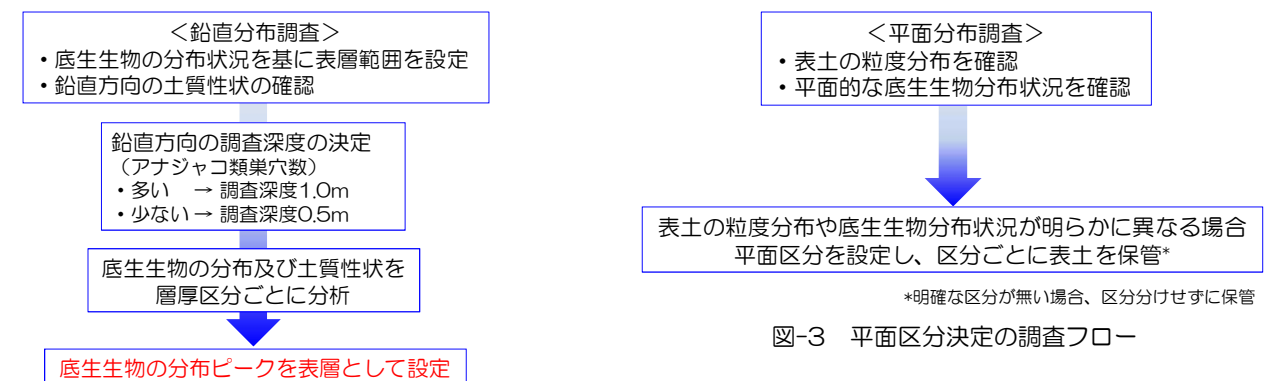 ＜鉛直分布調査＞
・底生生物の分布状況を基に表層範囲を設定
・鉛直方向の土質性状の確認
鉛直方向の調査深度の決定
（アナジャコ類巣穴数）
・多い　→ 調査深度1.0m
・少ない→ 調査深度0.5m
底生生物の分布及び土質性状を
層厚区分ごとに分析
底生生物の分布ピークを表層として設定
＜平面分布調査＞
・表土の粒度分布を確認
・平面的な底生生物分布状況を確認
表土の粒度分布や底生生物分布状況が明らかに異なる場合
平面区分を設定し、区分ごとに表土を保管*
*明確な区分が無い場合、区分分けせずに保管
図-3　平面区分決定の調査フロー